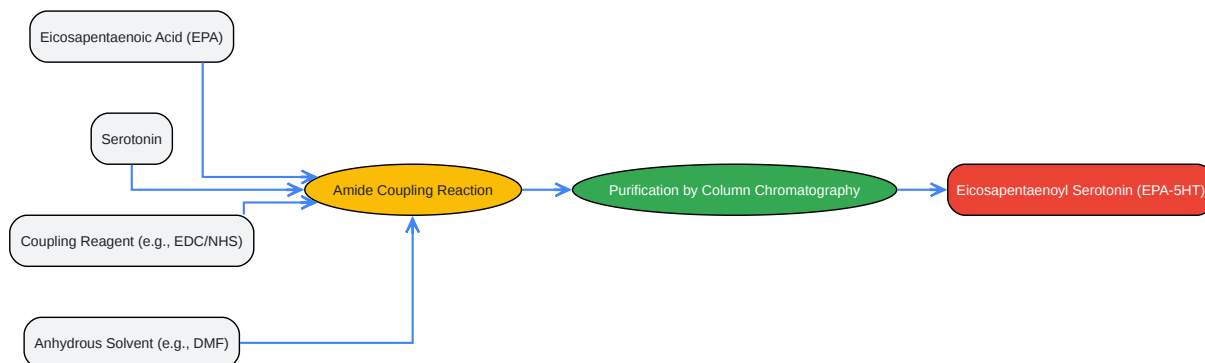 Eicosapentaenoic Acid (EPA)
Serotonin
Amide Coupling Reaction
Purification by Column Chromatography
Eicosapentaenoyl Serotonin (EPA-5HT)
Coupling Reagent (e.g., EDC/NHS)
Anhydrous Solvent (e.g., DMF)